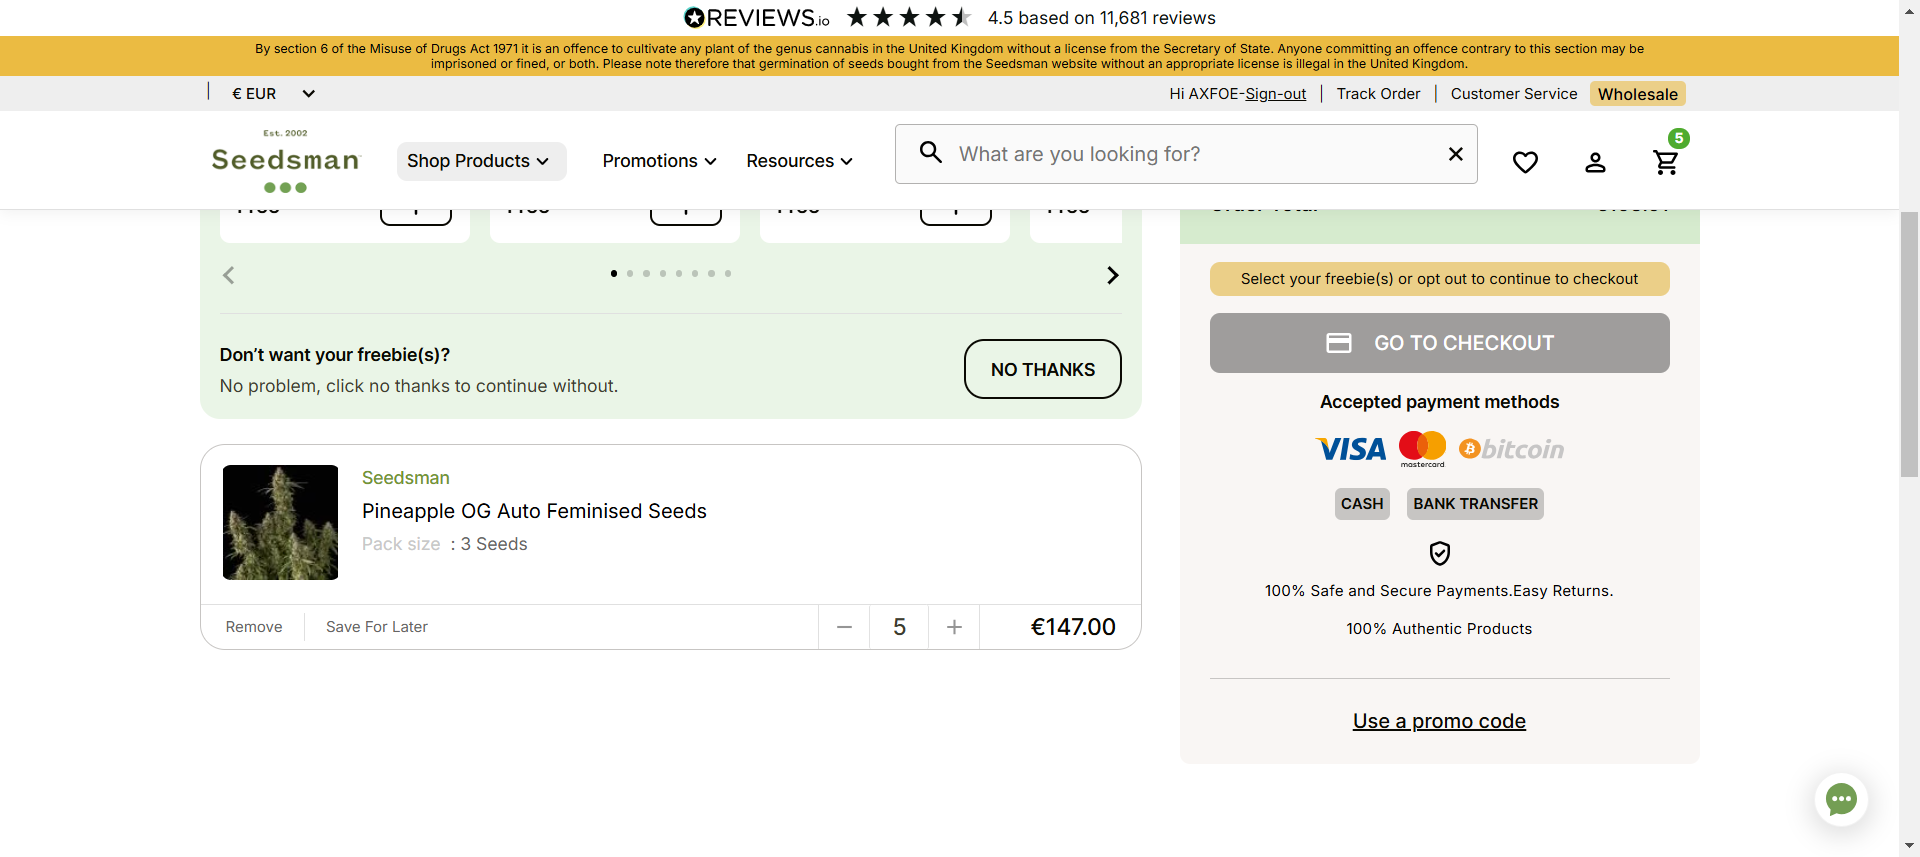 REVIEWS.io 4.5 based on 11,681 reviews
By section 6 of the Misuse of Drugs Act 1971 it is an offence to cultivate any plant of the genus cannabis in the United Kingdom without a license from the Secretary of State. Anyone committing an offence contrary to this section may be
imprisoned or fined, or both. Please note therefore that germination of seeds bought from the Seedsman website without an appropriate license is illegal in the United Kingdom.
€ EUR
Hi AXFOE-Sign-out | Track Order | Customer Service Wholesale
Est. 2002
Seedsman
Shop Products
Promotions
Resources
What are you looking for?
5
Select your freebie(s) or opt out to continue to checkout
GO TO CHECKOUT
Don’t want your freebie(s)?
No problem, click no thanks to continue without.
NO THANKS
Accepted payment methods
VISA mastercard bitcoin
CASH BANK TRANSFER
100% Safe and Secure Payments.Easy Returns.
100% Authentic Products
Use a promo code
Seedsman
Pineapple OG Auto Feminised Seeds
Pack size : 3 Seeds
Remove
Save For Later
− 5 +
€147.00